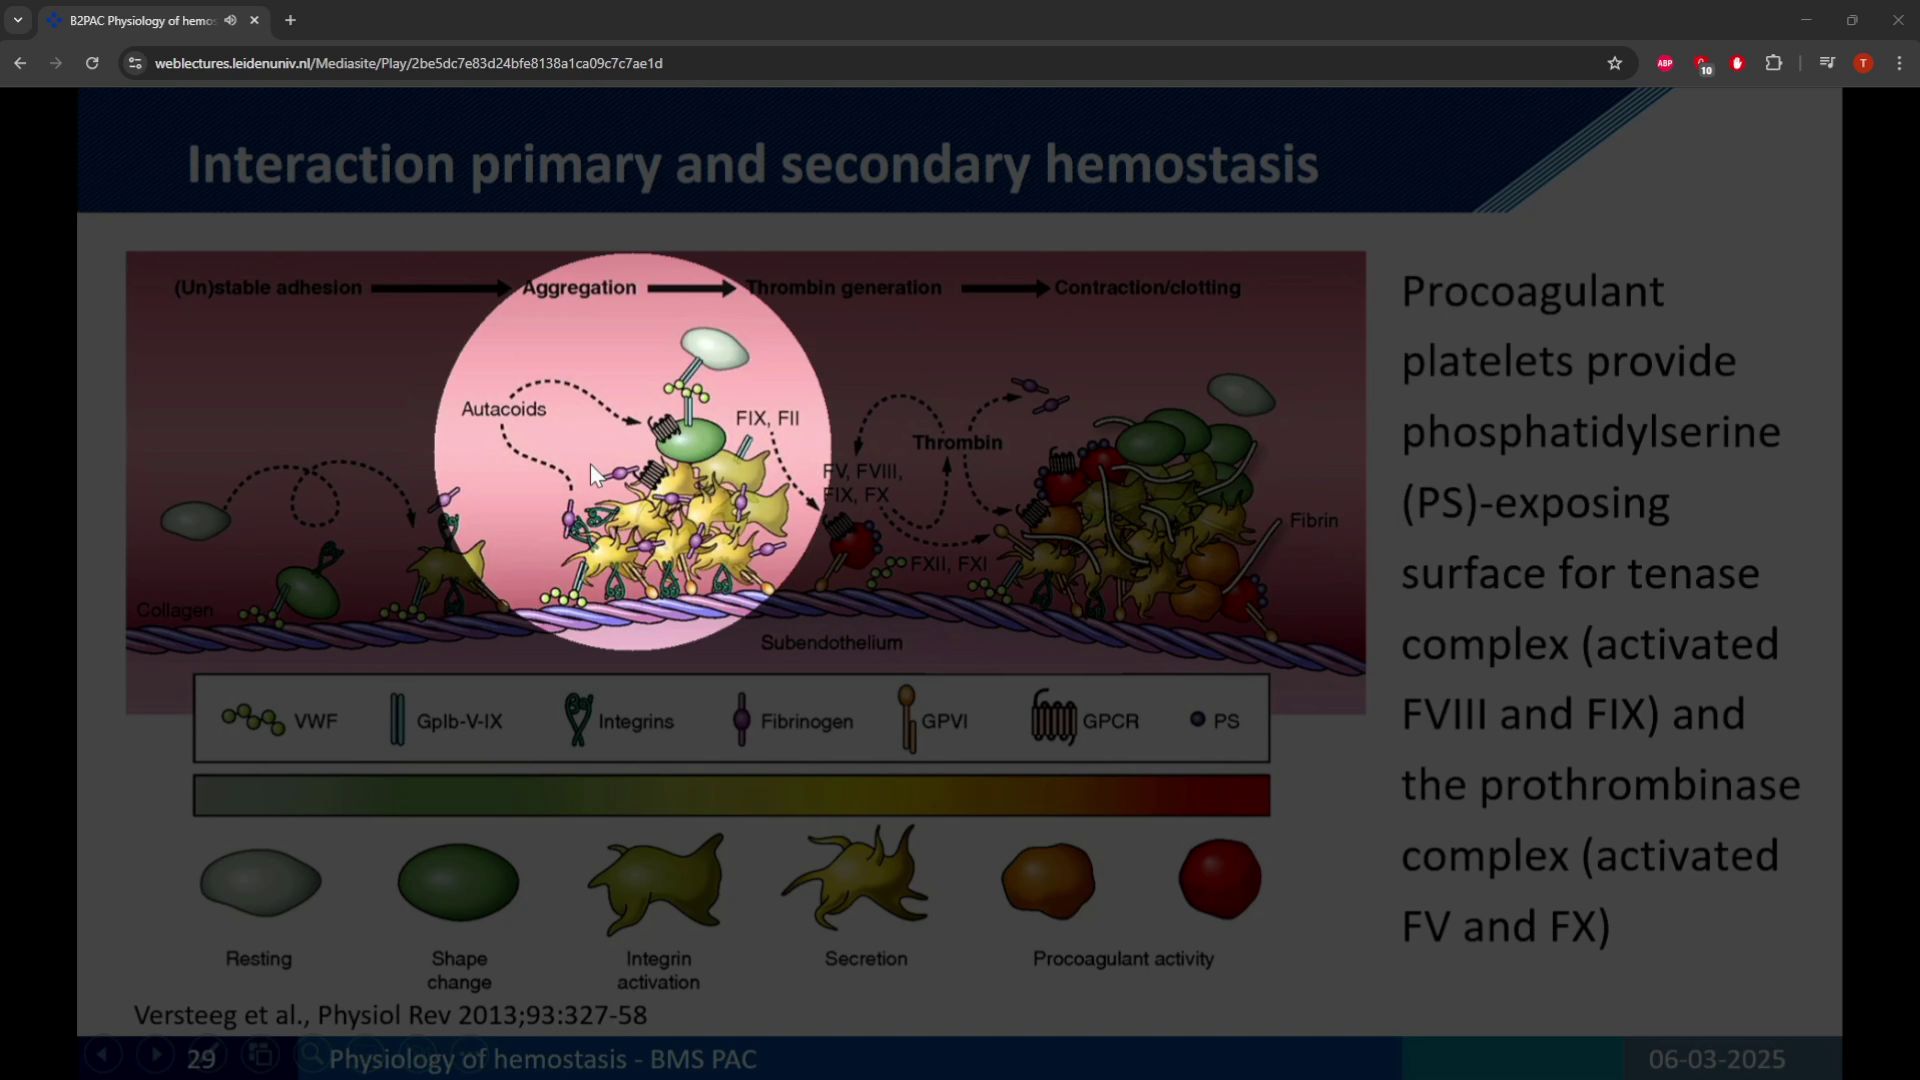 B2PAC Physiology of hemos
weblectures.leidenuniv.nl/Mediasite/Play/2be5dc7e83d24bfe8138a1ca09c7c7ae1d
ABP
10
T
Interaction primary and secondary hemostasis
(Un)stable adhesion
Aggregation
Thrombin generation
Contraction/clotting
Autacoids
FIX, FII
Thrombin
FV, FVIII,
FIX, FX
Fibrin
FXII, FXI
Collagen
Subendothelium
VWF
GpIb-V-IX
Integrins
Fibrinogen
GPVI
GPCR
PS
Resting
Shape
change
Integrin
activation
Secretion
Procoagulant activity
Procoagulant
platelets provide
phosphatidylserine
(PS)-exposing
surface for tenase
complex (activated
FVIII and FIX) and
the prothrombinase
complex (activated
FV and FX)
Versteeg et al., Physiol Rev 2013;93:327-58
29
Physiology of hemostasis - BMS PAC
06-03-2025